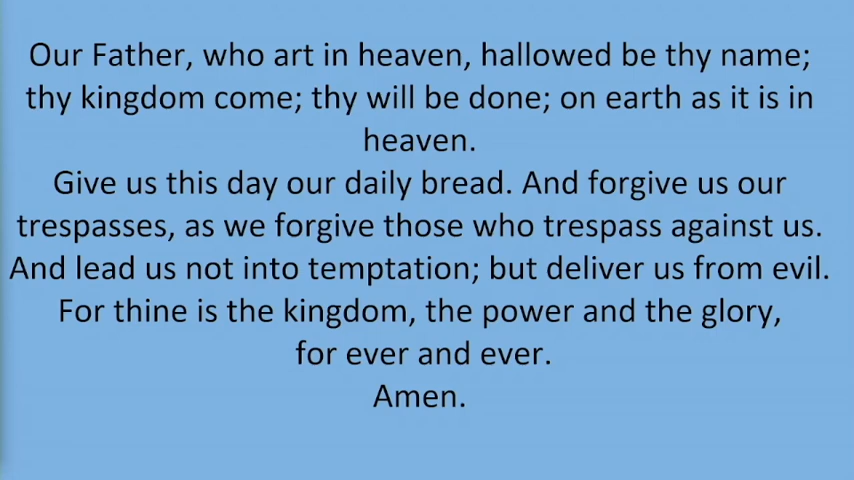 Our Father, who art in heaven, hallowed be thy name;
thy kingdom come; thy will be done; on earth as it is in
heaven.
Give us this day our daily bread. And forgive us our
trespasses, as we forgive those who trespass against us.
And lead us not into temptation; but deliver us from evil.
For thine is the kingdom, the power and the glory,
for ever and ever.
Amen.